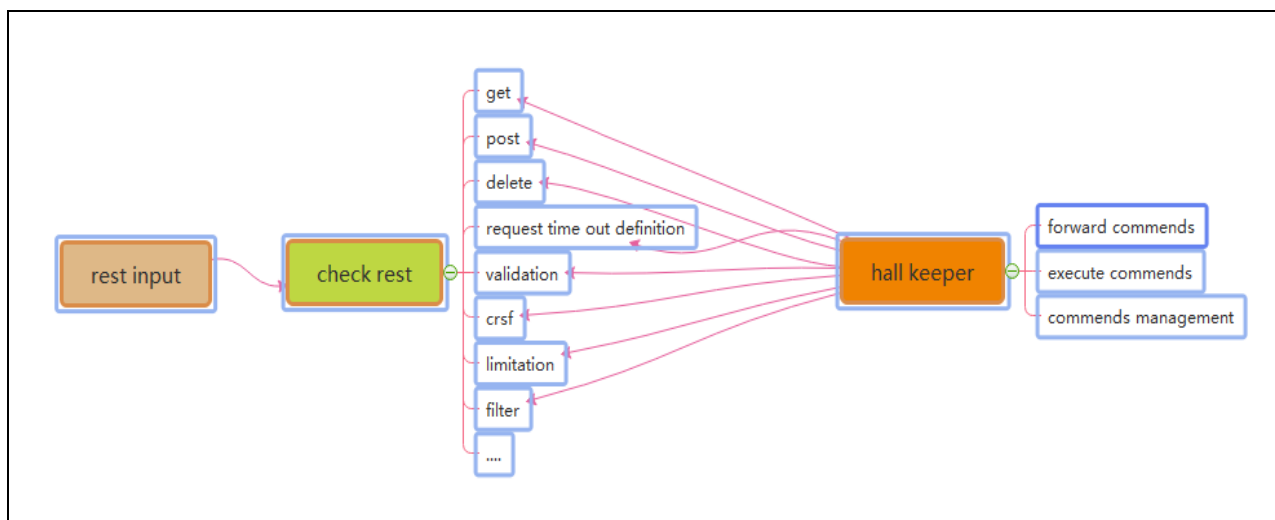 rest input
check rest
get
post
delete
request time out definition
validation
crsf
limitation
filter
....
hall keeper
forward commends
execute commends
commends management